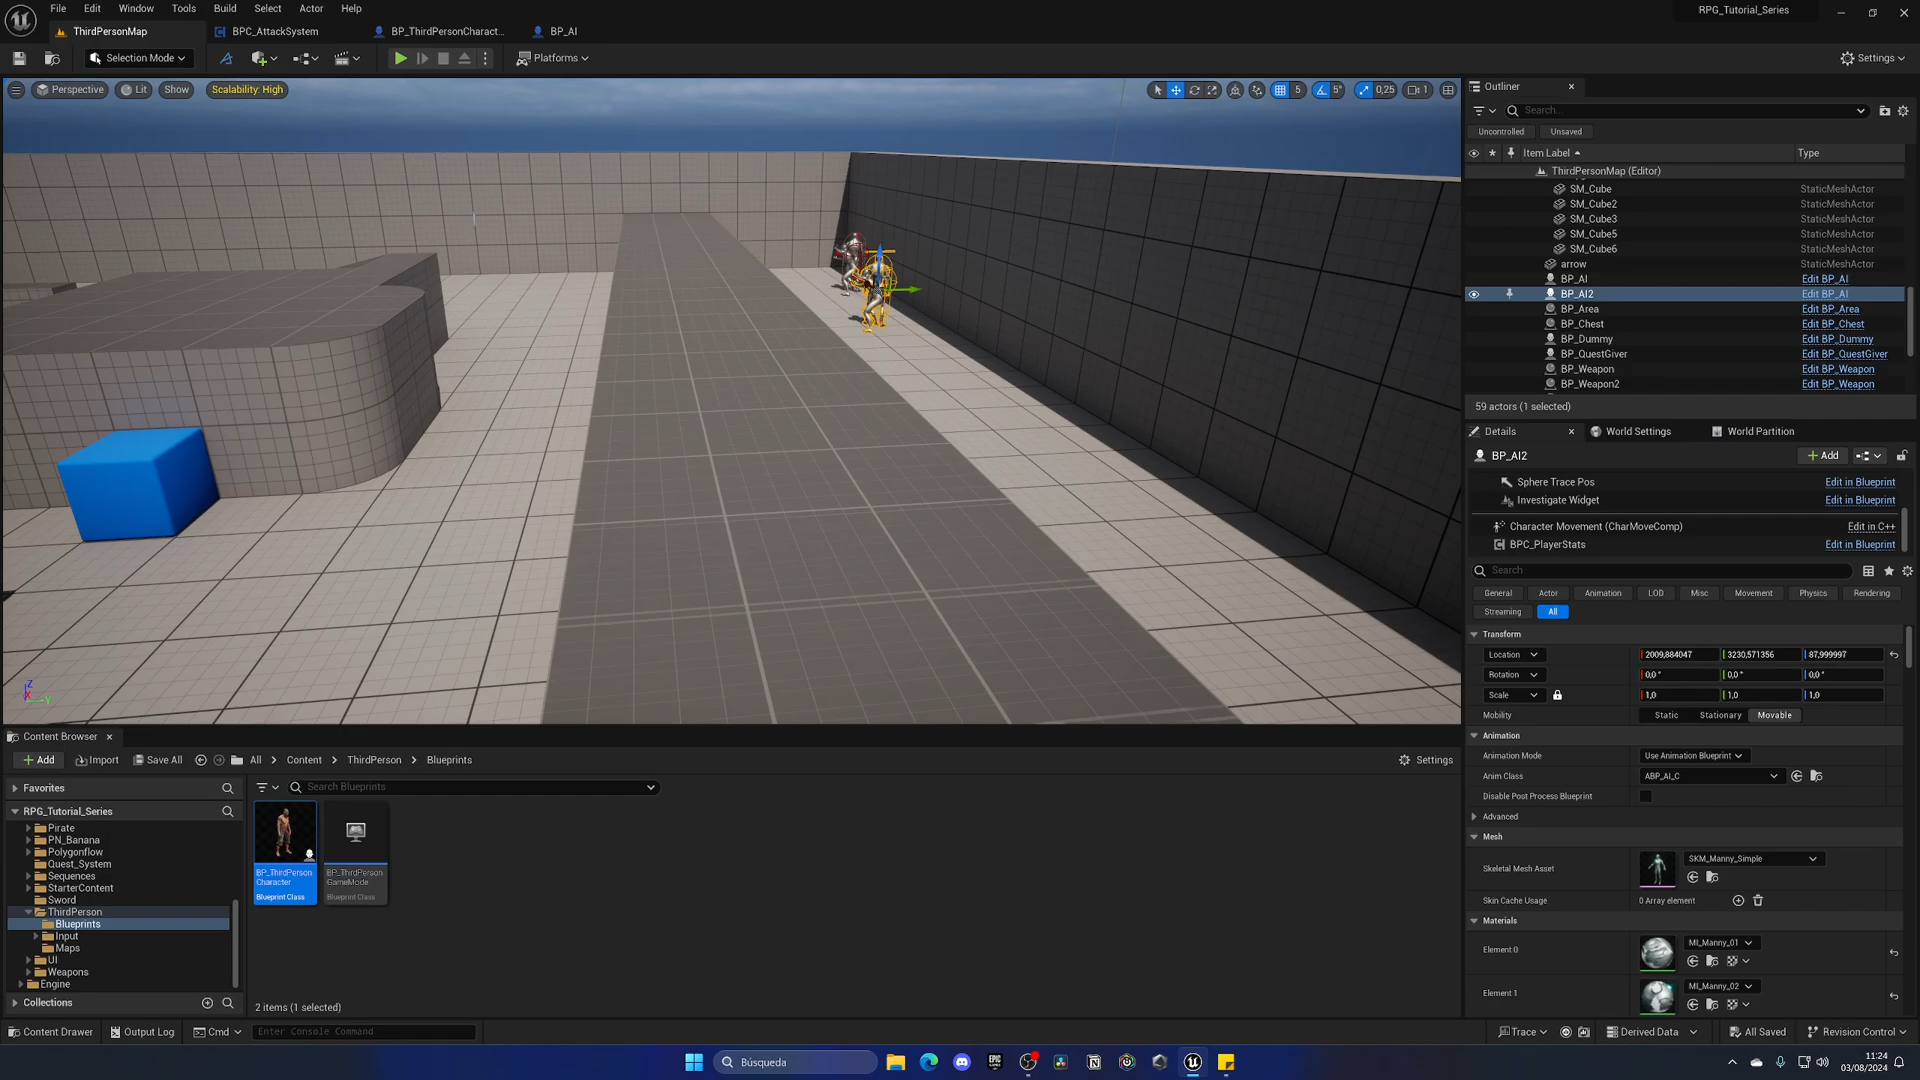 File Edit Window Tools Build Select Actor Help
RPG_Tutorial_Series
ThirdPersonMap
BPC_AttackSystem
BP_ThirdPersonCharact...
BP_AI
Selection Mode
Platforms
Settings
Perspective
Lit
Show
Scalability: High
5
5°
0,25
1
Outliner
Search...
Uncontrolled
Unsaved
Item Label
Type
ThirdPersonMap (Editor)
SM_Cube StaticMeshActor
SM_Cube2 StaticMeshActor
SM_Cube3 StaticMeshActor
SM_Cube5 StaticMeshActor
SM_Cube6 StaticMeshActor
arrow StaticMeshActor
BP_AI Edit BP_AI
BP_AI2 Edit BP_AI
BP_Area Edit BP_Area
BP_Chest Edit BP_Chest
BP_Dummy Edit BP_Dummy
BP_QuestGiver Edit BP_QuestGiver
BP_Weapon Edit BP_Weapon
BP_Weapon2 Edit BP_Weapon
59 actors (1 selected)
Details
World Settings
World Partition
BP_AI2
+ Add
Sphere Trace Pos Edit in Blueprint
Investigate Widget Edit in Blueprint
Character Movement (CharMoveComp) Edit in C++
BPC_PlayerStats Edit in Blueprint
Search
General Actor Animation LOD Misc Movement Physics Rendering
Streaming All
Transform
Location 2009,884047 3230,571356 87,999997
Rotation 0,0 ° 0,0 ° 0,0 °
Scale 1,0 1,0 1,0
Mobility Static Stationary Movable
Animation
Animation Mode Use Animation Blueprint
Anim Class ABP_AI_C
Disable Post Process Blueprint
Advanced
Mesh
Skeletal Mesh Asset SKM_Manny_Simple
Skin Cache Usage 0 Array element
Materials
Element 0 MI_Manny_01
Element 1 MI_Manny_02
Z
X
Y
Content Browser
+ Add Import Save All All > Content > ThirdPerson > Blueprints
Settings
Favorites
Search Blueprints
RPG_Tutorial_Series
Pirate
PN_Banana
Polygonflow
Quest_System
Sequences
StarterContent
Sword
ThirdPerson
Blueprints
Input
Maps
UI
Weapons
Engine
Collections
BP_ThirdPerson
Character
Blueprint Class
BP_ThirdPerson
GameMode
Blueprint Class
2 items (1 selected)
Content Drawer Output Log Cmd Enter Console Command
Trace Derived Data All Saved Revision Control
Búsqueda
EPIC
11:24
03/08/2024